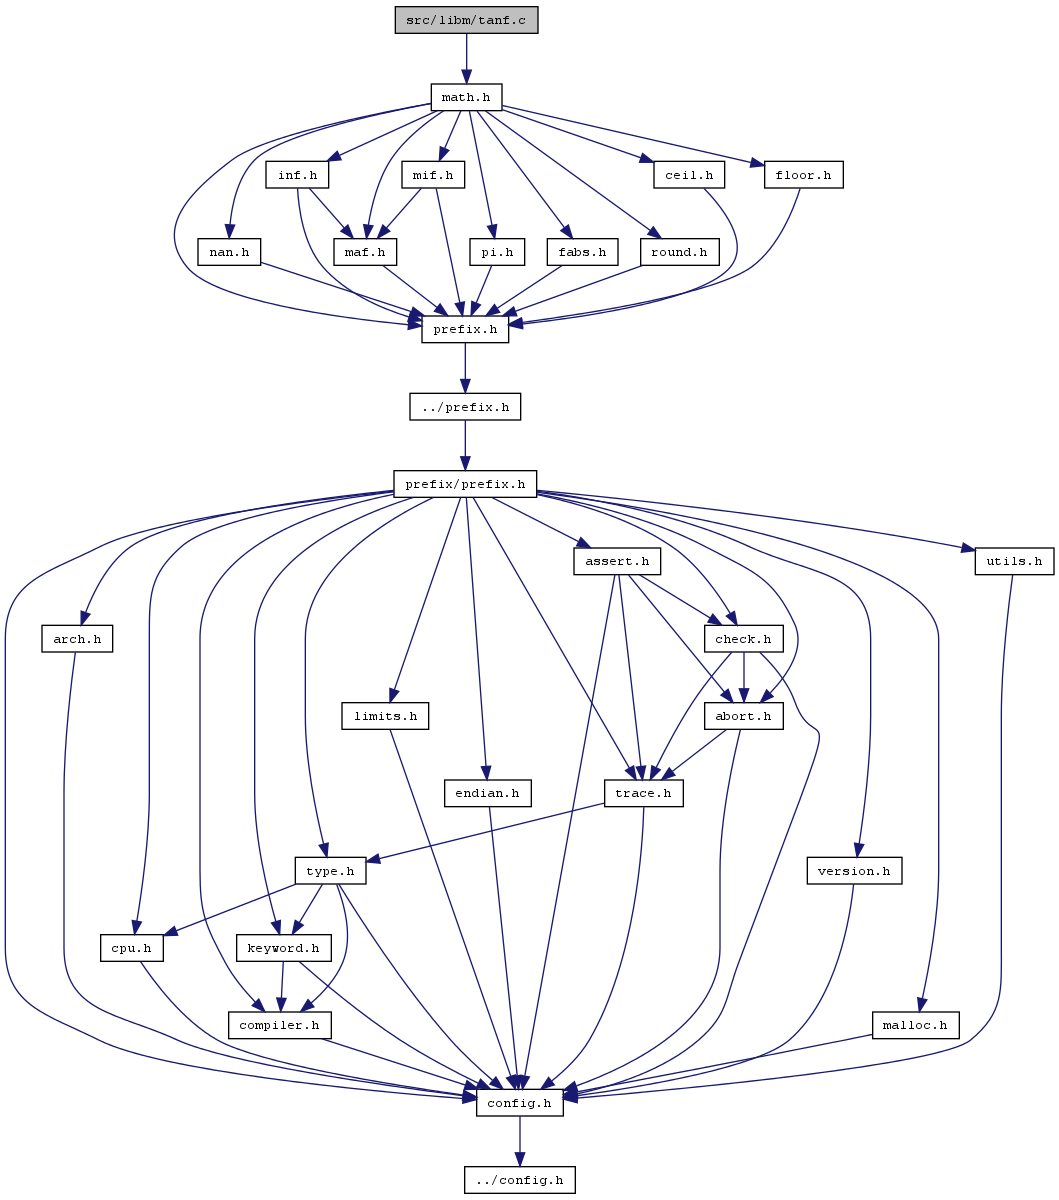 src/libm/tanf.c
math.h
inf.h
mif.h
ceil.h
floor.h
nan.h
maf.h
pi.h
fabs.h
round.h
prefix.h
../prefix.h
prefix/prefix.h
assert.h
utils.h
arch.h
check.h
limits.h
abort.h
endian.h
trace.h
type.h
version.h
cpu.h
keyword.h
compiler.h
malloc.h
config.h
../config.h